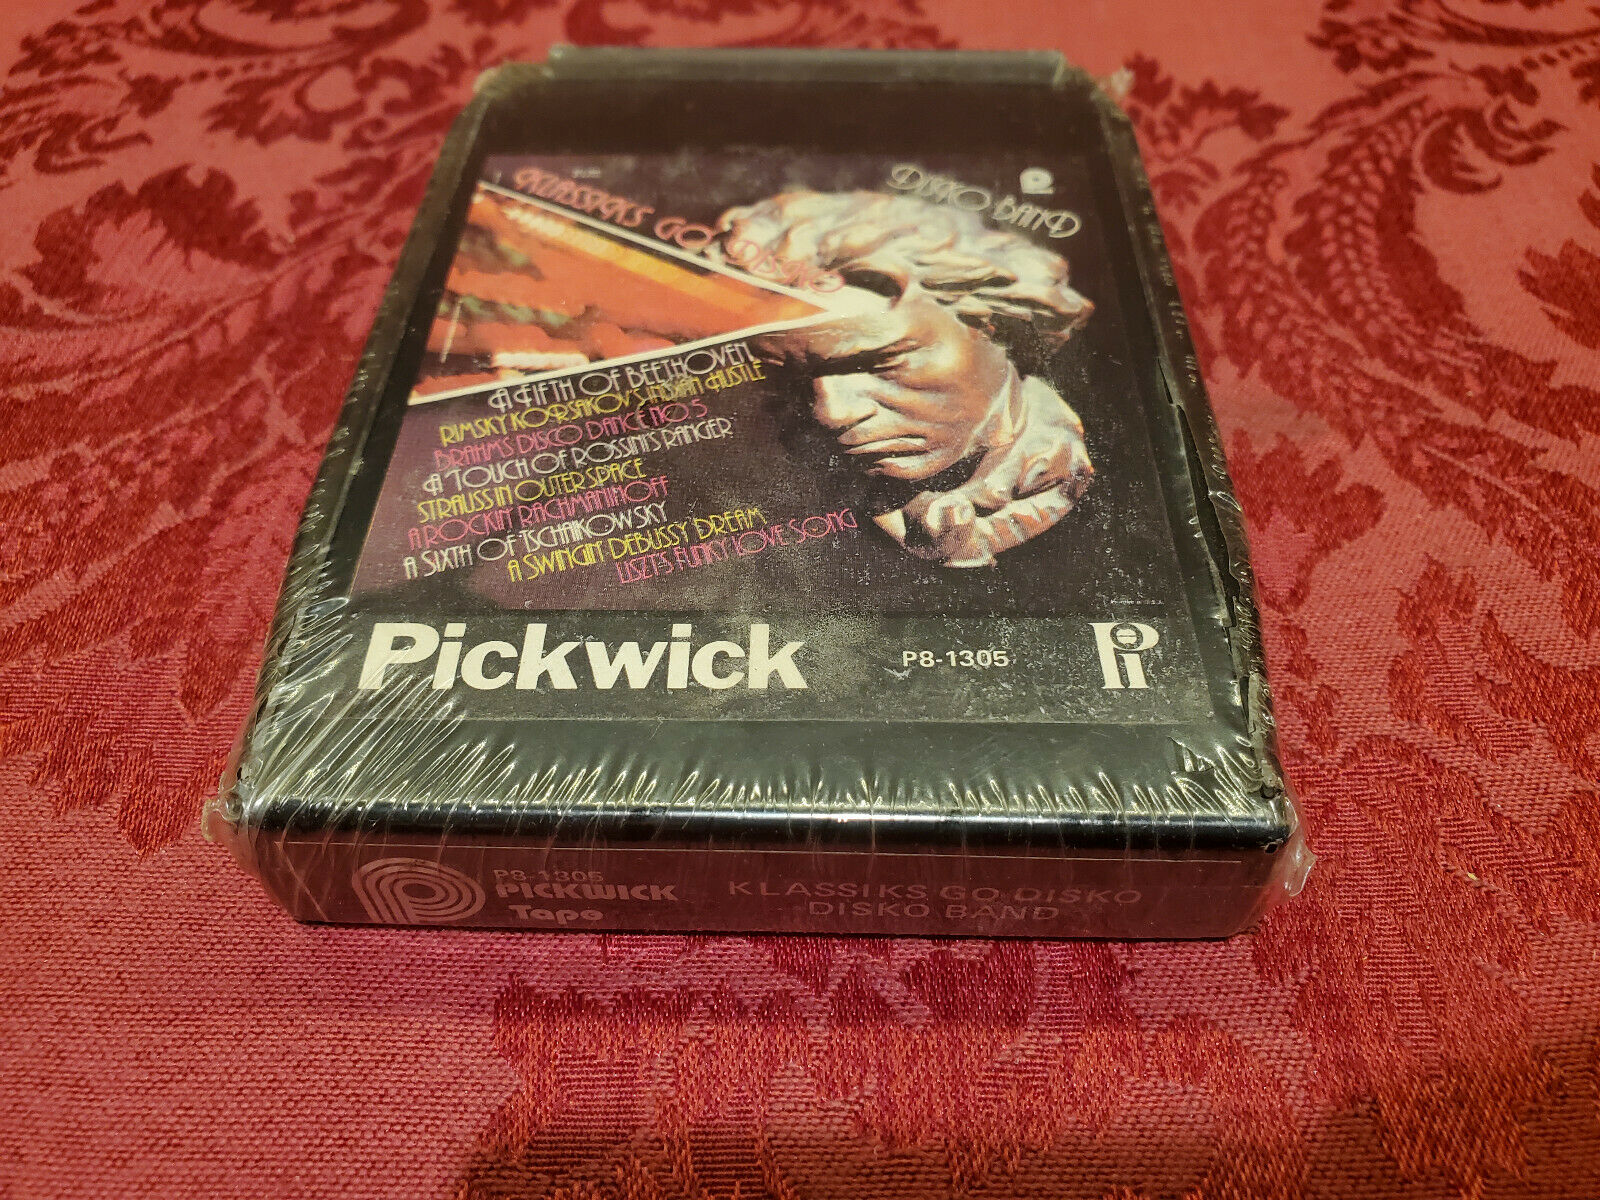 KLASSIKS GO DISKO
DISKO BAND
A FIFTH OF BEETHOVEN
RIMSKY KORSAKOV'S HUSTLE
BRAHMS DISCO DANCE NO. 5
A TOUCH OF ROSSINI'S RANGER
STRAUSS IN OUTER SPACE
A ROCKIN' RACHMANINOFF
A SIXTH OF TSCHAIKOWSKY
A SWINGIN' DEBUSSY DREAM
LISZT'S FUNKY LOVE SONG
Pickwick
P8-1305
Pi
P8-1305
PICKWICK
Tape
KLASSIKS GO DISKO
DISKO BAND